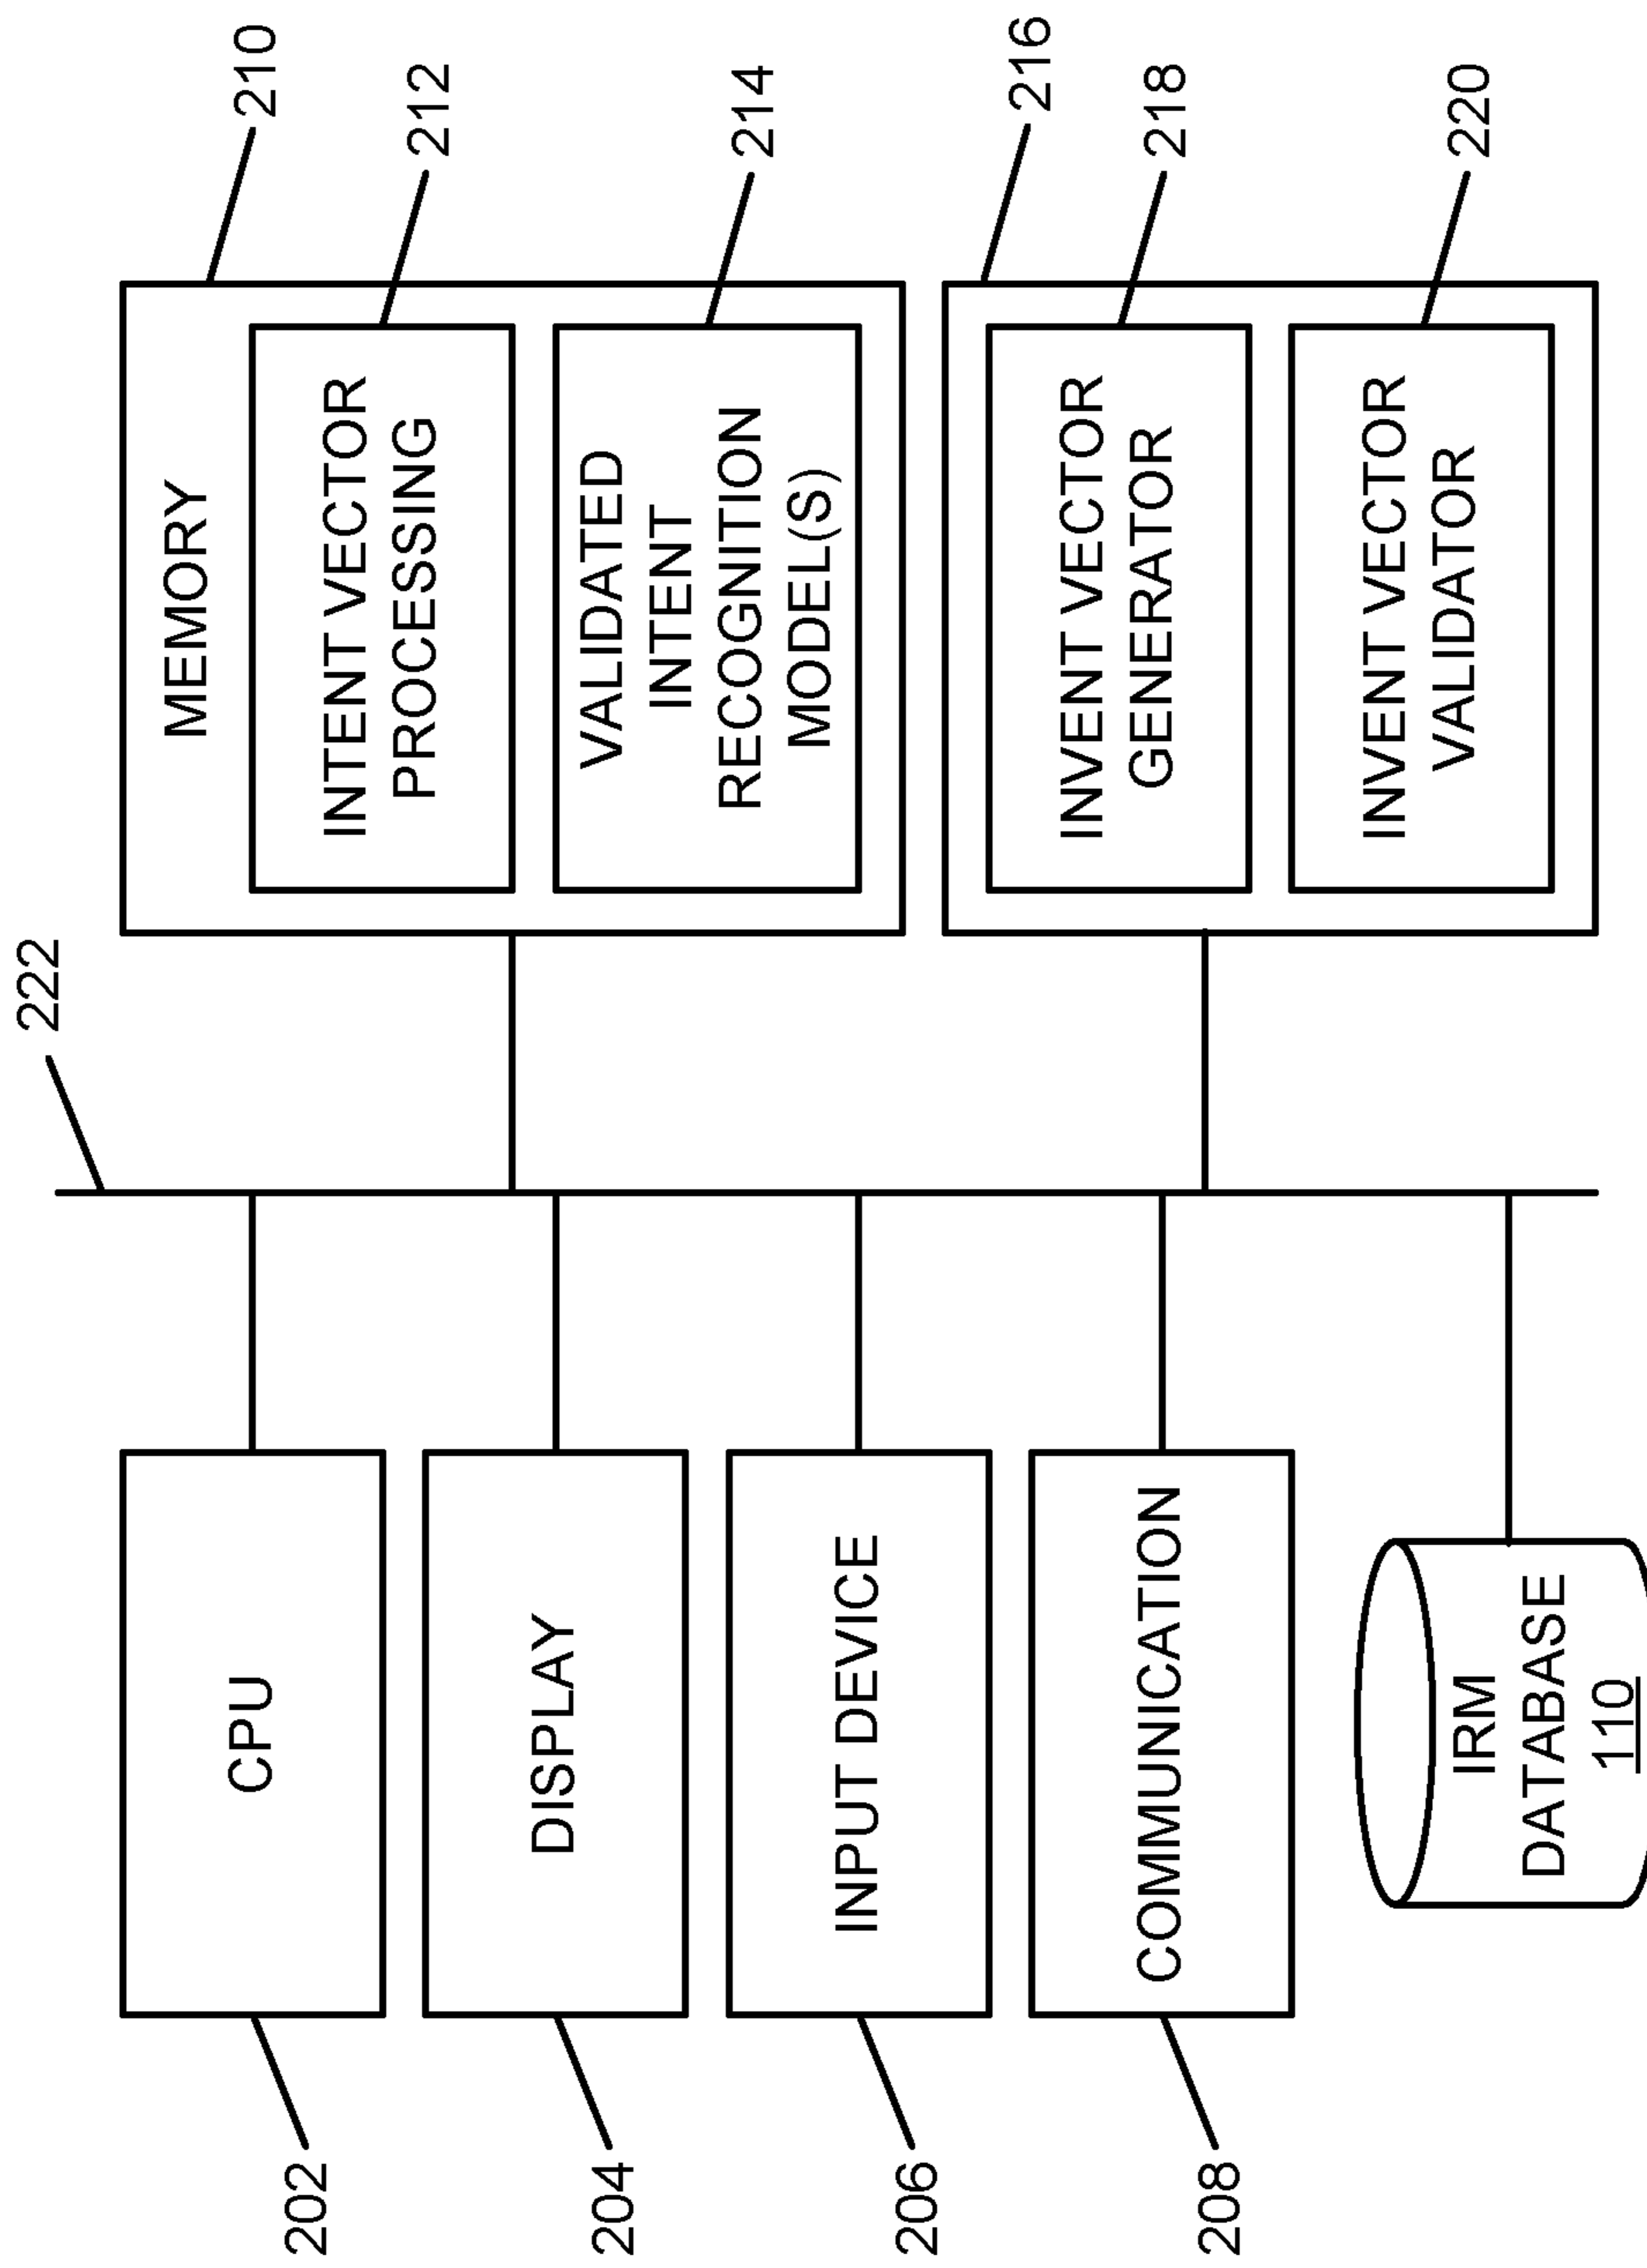 222
210
MEMORY
212
INTENT VECTOR
PROCESSING
214
VALIDATED
INTENT
RECOGNITION
MODEL(S)
216
218
INVENT VECTOR
GENERATOR
220
INVENT VECTOR
VALIDATOR
202
CPU
204
DISPLAY
206
INPUT DEVICE
208
COMMUNICATION
IRM
DATABASE
110